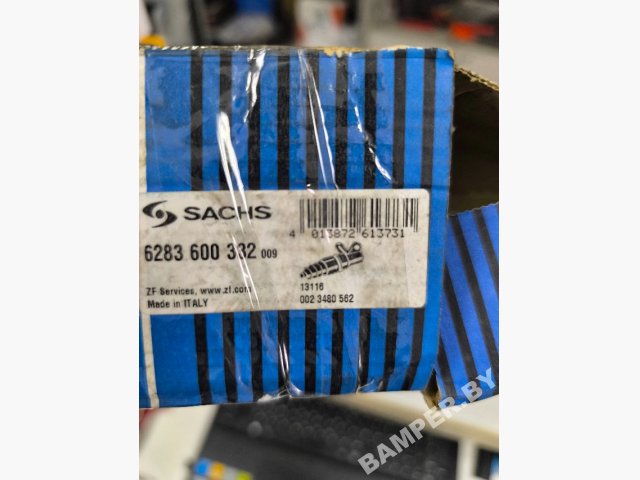 SACHS
4 013872 613731
6283 600 332 009
ZF Services, www.zf.com
Made in ITALY
13116
002 3480 562
BAMPER.BY